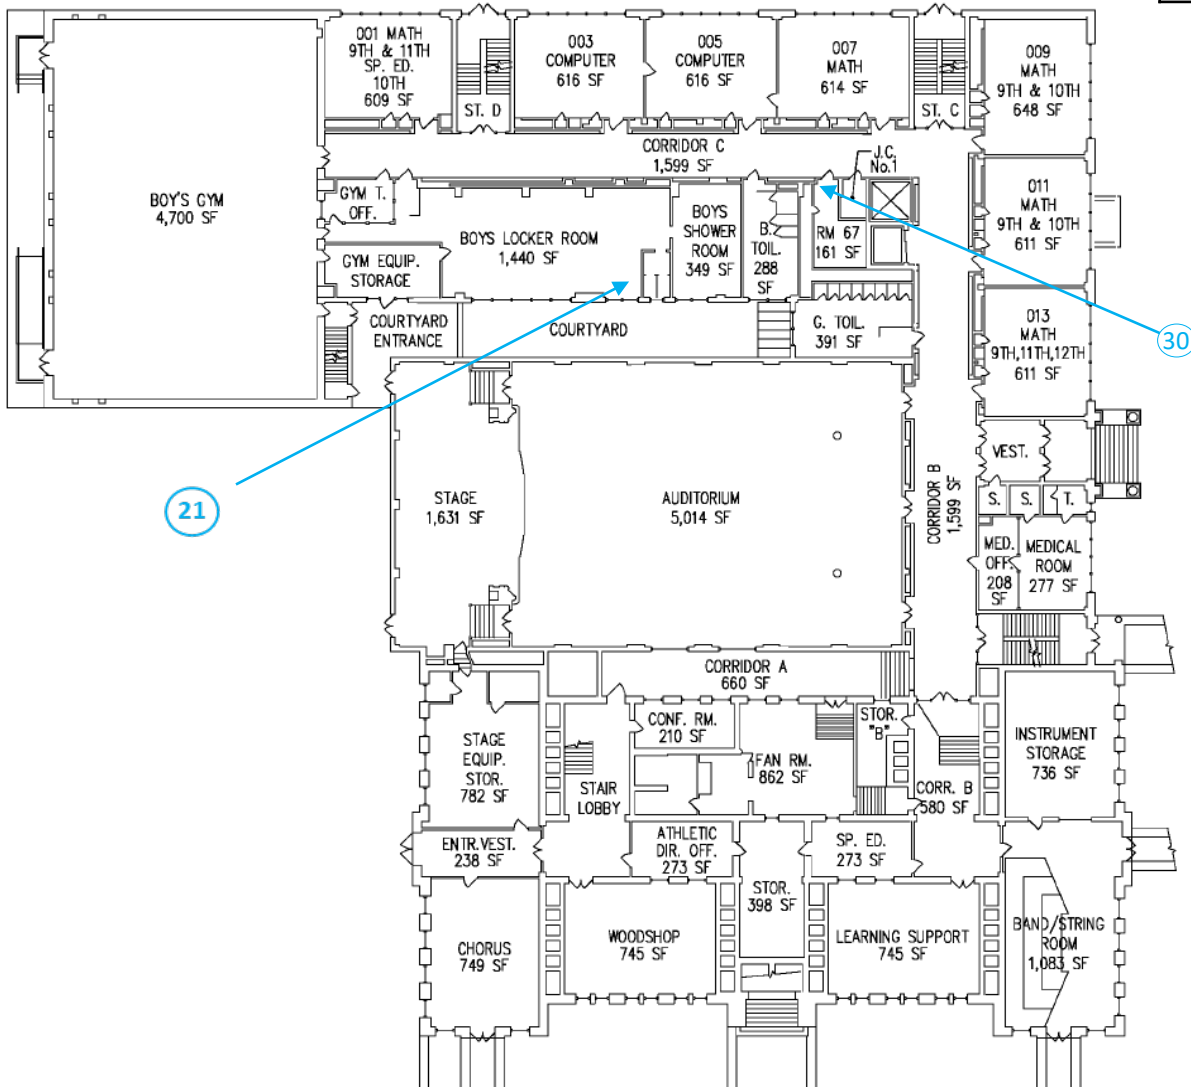 001 MATH
9TH & 11TH
SP. ED.
10TH
609 SF
ST. D
003
COMPUTER
616 SF
005
COMPUTER
616 SF
007
MATH
614 SF
ST. C
009
MATH
9TH & 10TH
648 SF
CORRIDOR C
1,599 SF
J.C.
No.1
BOY'S GYM
4,700 SF
GYM T.
OFF.
BOYS LOCKER ROOM
1,440 SF
BOYS
SHOWER
ROOM
349 SF
B.
TOIL.
288
SF
RM 67
161 SF
011
MATH
9TH & 10TH
611 SF
GYM EQUIP.
STORAGE
COURTYARD
ENTRANCE
COURTYARD
G. TOIL.
391 SF
013
MATH
9TH,11TH,12TH
611 SF
30
21
STAGE
1,631 SF
AUDITORIUM
5,014 SF
CORRIDOR B
1,599 SF
VEST.
S.
S.
T.
MED.
OFF.
208
SF
MEDICAL
ROOM
277 SF
CORRIDOR A
660 SF
STAGE
EQUIP.
STOR.
782 SF
STAIR
LOBBY
CONF. RM.
210 SF
FAN RM.
862 SF
STOR.
"B"
CORR. B
580 SF
INSTRUMENT
STORAGE
736 SF
ENTR.VEST.
238 SF
ATHLETIC
DIR. OFF.
273 SF
STOR.
398 SF
SP. ED.
273 SF
CHORUS
749 SF
WOODSHOP
745 SF
LEARNING SUPPORT
745 SF
BAND/STRING
ROOM
1,083 SF